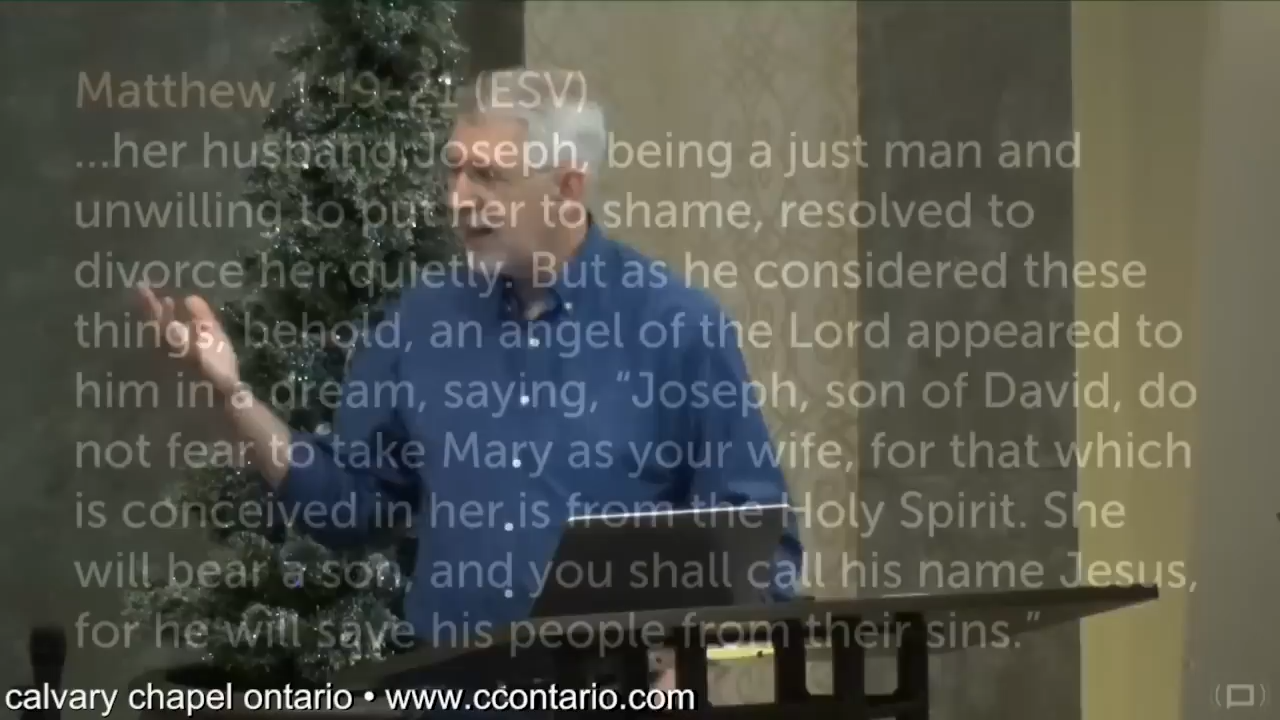 Matthew 1:19-21 (ESV)
...her husband Joseph, being a just man and
unwilling to put her to shame, resolved to
divorce her quietly. But as he considered these
things, behold, an angel of the Lord appeared to
him in a dream, saying, “Joseph, son of David, do
not fear to take Mary as your wife, for that which
is conceived in her is from the Holy Spirit. She
will bear a son, and you shall call his name Jesus,
for he will save his people from their sins.”
calvary chapel ontario • www.ccontario.com